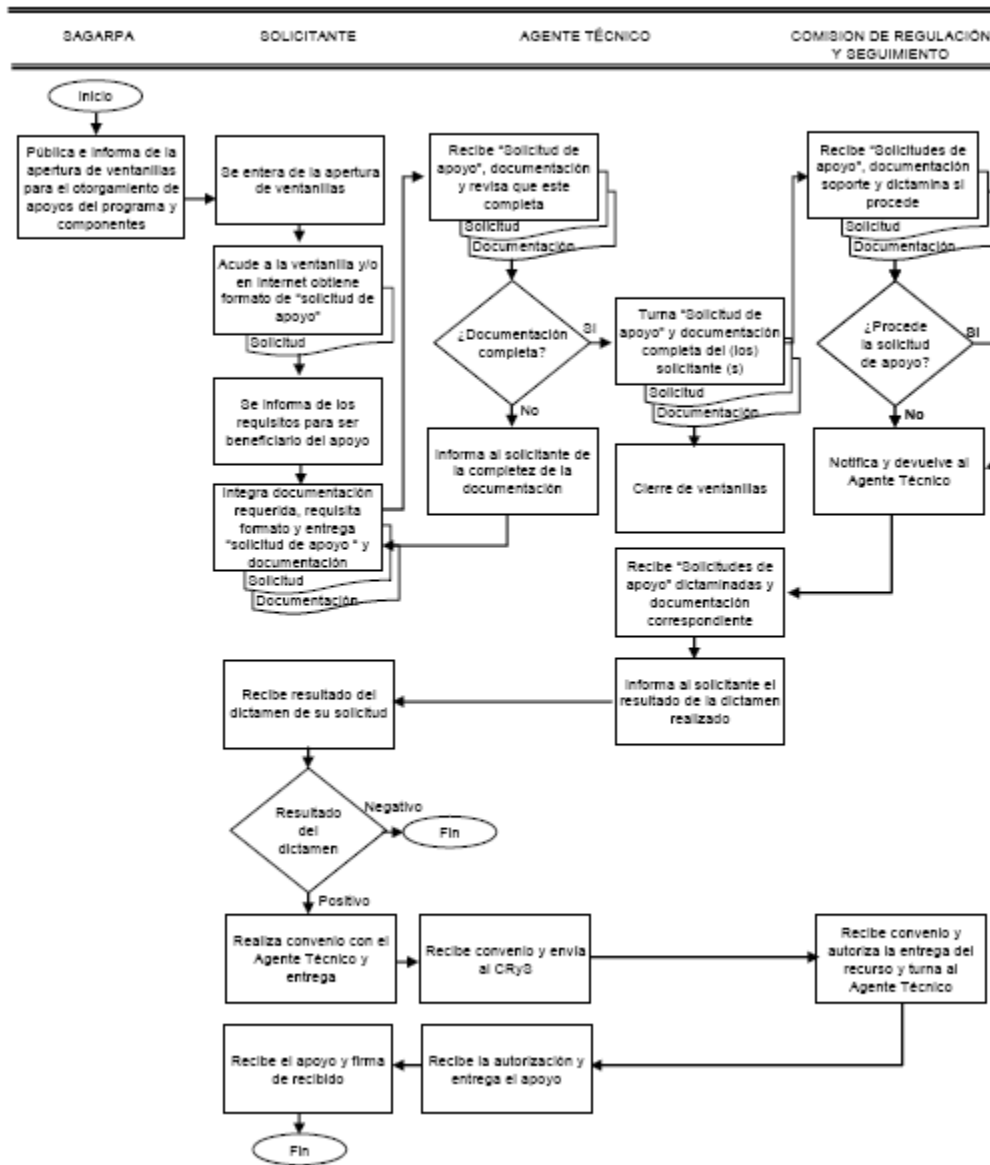 SAGARPA
SOLICITANTE
AGENTE TÉCNICO
COMISION DE REGULACIÓN
Y SEGUIMIENTO
Inicio
Pública e informa de la
apertura de ventanillas
para el otorgamiento de
apoyos del programa y
componentes
Se entera de la apertura
de ventanillas
Acude a la ventanilla y/o
en Internet obtiene
formato de "solicitud de
apoyo"
Solicitud
Se informa de los
requisitos para ser
beneficiario del apoyo
Integra documentación
requerida, requisita
formato y entrega
"solicitud de apoyo " y
documentación
Solicitud
Documentación
Recibe "Solicitud de
apoyo", documentación
y revisa que este
completa
Solicitud
Documentación
¿Documentación
completa?
Si
No
Informa al solicitante de
la completez de la
documentación
Turna "Solicitud de
apoyo" y documentación
completa del (los)
solicitante (s)
Solicitud
Documentación
Cierre de ventanillas
Recibe "Solicitudes de
apoyo", documentación
soporte y dictamina si
procede
Solicitud
Documentación
¿Procede
la solicitud
de apoyo?
Si
No
Notifica y devuelve al
Agente Técnico
Recibe "Solicitudes de
apoyo" dictaminadas y
documentación
correspondiente
Informa al solicitante el
resultado de la dictamen
realizado
Recibe resultado del
dictamen de su solicitud
Resultado
del
dictamen
Negativo
Fin
Positivo
Realiza convenio con el
Agente Técnico y
entrega
Recibe convenio y envia
al CRyS
Recibe convenio y
autoriza la entrega del
recurso y turna al
Agente Técnico
Recibe la autorización y
entrega el apoyo
Recibe el apoyo y firma
de recibido
Fin